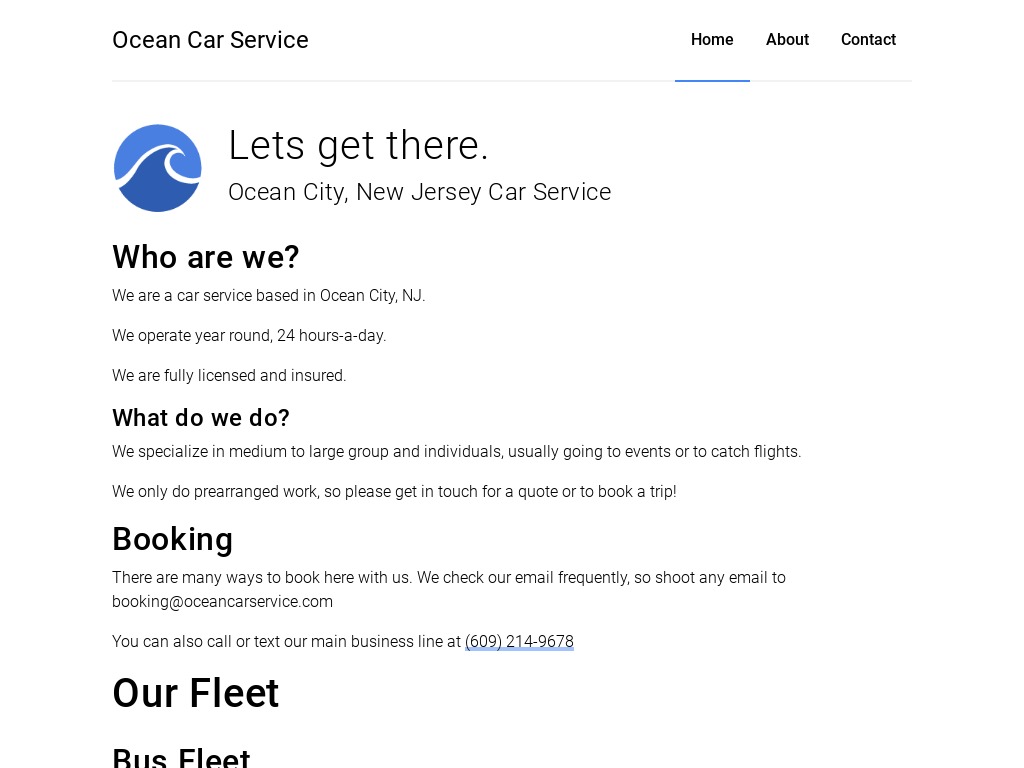 Ocean Car Service
Home
About
Contact
Lets get there.
Ocean City, New Jersey Car Service
Who are we?
We are a car service based in Ocean City, NJ.
We operate year round, 24 hours-a-day.
We are fully licensed and insured.
What do we do?
We specialize in medium to large group and individuals, usually going to events or to catch flights.
We only do prearranged work, so please get in touch for a quote or to book a trip!
Booking
There are many ways to book here with us. We check our email frequently, so shoot any email to
booking@oceancarservice.com
You can also call or text our main business line at (609) 214-9678
Our Fleet
Bus Fleet